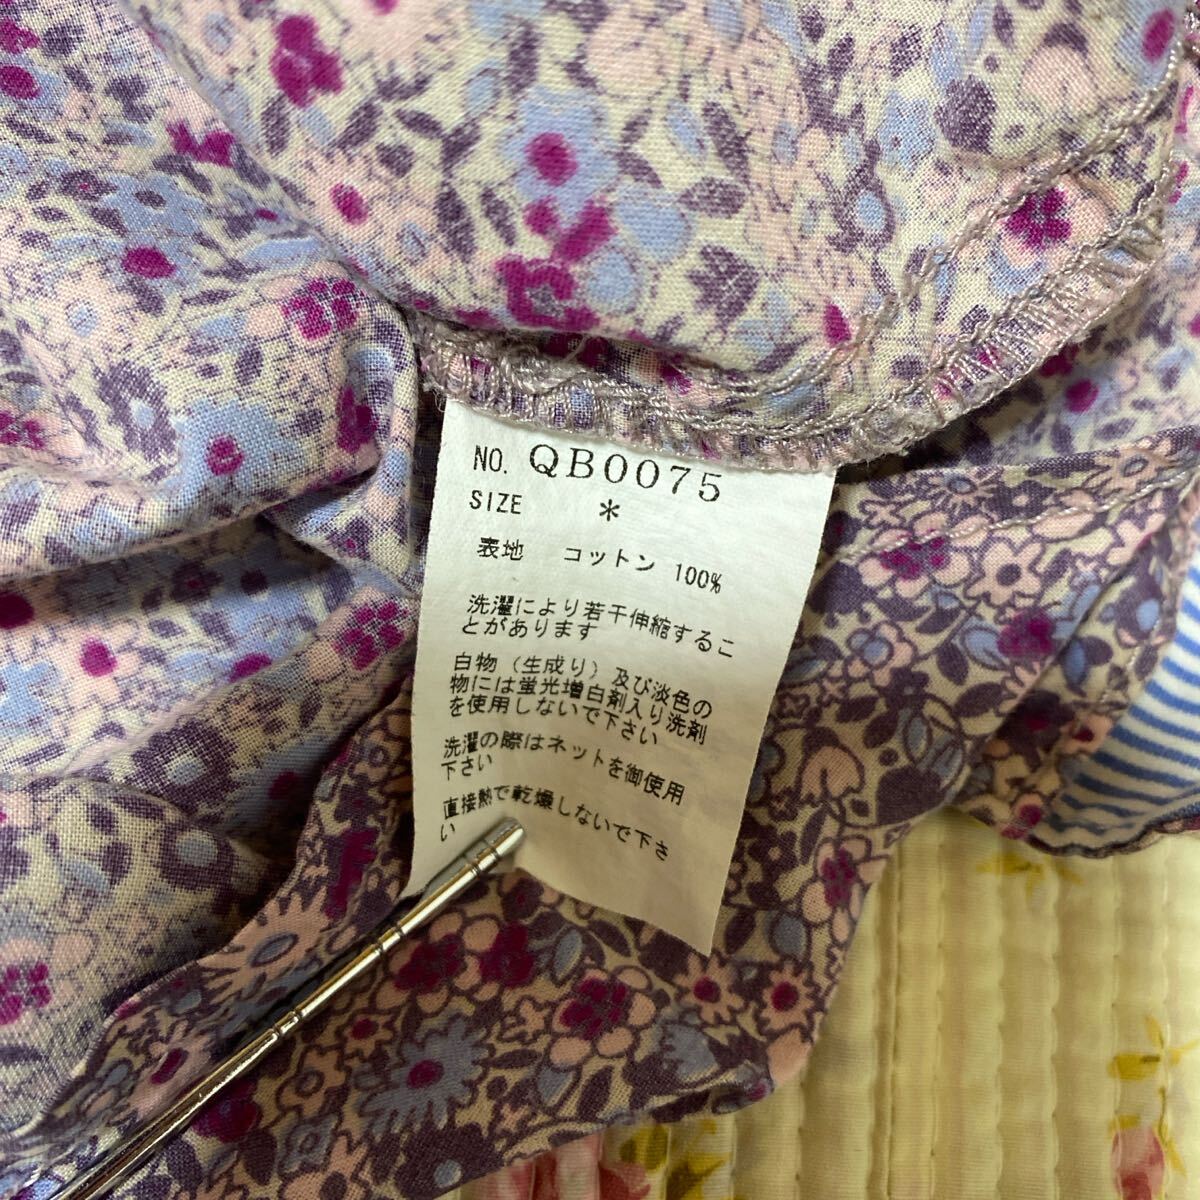 NO. QB0075
SIZE *
表地 コットン 100%
洗濯により若干伸縮するこ
とがあります
白物(生成り)及び淡色の
物には蛍光増白剤入り洗剤
を使用しないで下さい
洗濯の際はネットを御使用
下さい
直接熱で乾燥しないで下さ
い